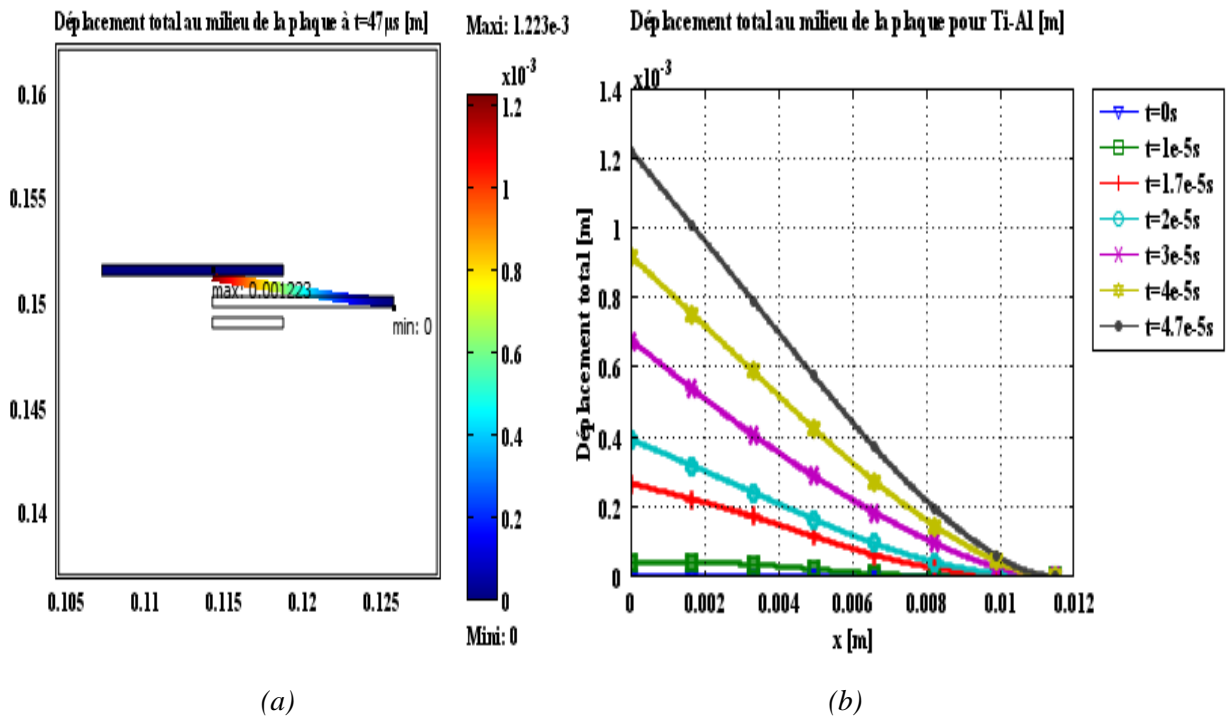 Déplacement total au milieu de la plaque à t=47µs [m]
Maxi: 1.223e-3
x10-3
0.16
0.155
0.15
0.145
0.14
0.105 0.11 0.115 0.12 0.125
max: 0.001223
min: 0
1.2
1
0.8
0.6
0.4
0.2
0
Mini: 0
(a)
Déplacement total au milieu de la plaque pour Ti-Al [m]
x10-3
1.4
1.2
1
0.8
0.6
0.4
0.2
0
Déplacement total [m]
0 0.002 0.004 0.006 0.008 0.01 0.012
x [m]
t=0s
t=1e-5s
t=1.7e-5s
t=2e-5s
t=3e-5s
t=4e-5s
t=4.7e-5s
(b)